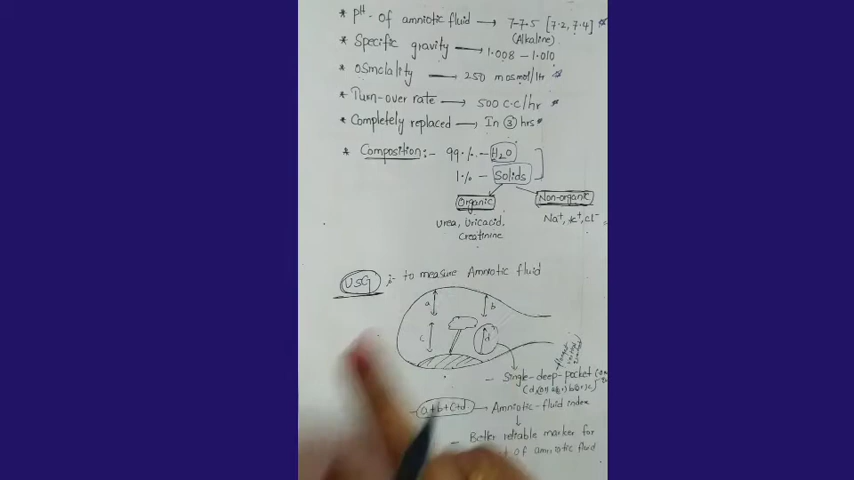 * pH. of amniotic fluid → 7-7.5 [7.2, 7.4]
(Alkaline)
* Specific gravity → 1.008 – 1.010
* osmolality → 250 mosmol/ltr
* Turn-over rate → 500 c.c/hr
* Completely replaced → In 3 hrs
* Composition:- 99.%. – H2O
1.%. – Solids
Organic Non-organic
Urea, Uricacid, Na+, K+, Cl-
Creatinine
USG :- to measure Amniotic fluid
a b
c d
- Single-deep-pocket
a+b+c+d → Amniotic-fluid index
- Better reliable marker for
of amniotic fluid